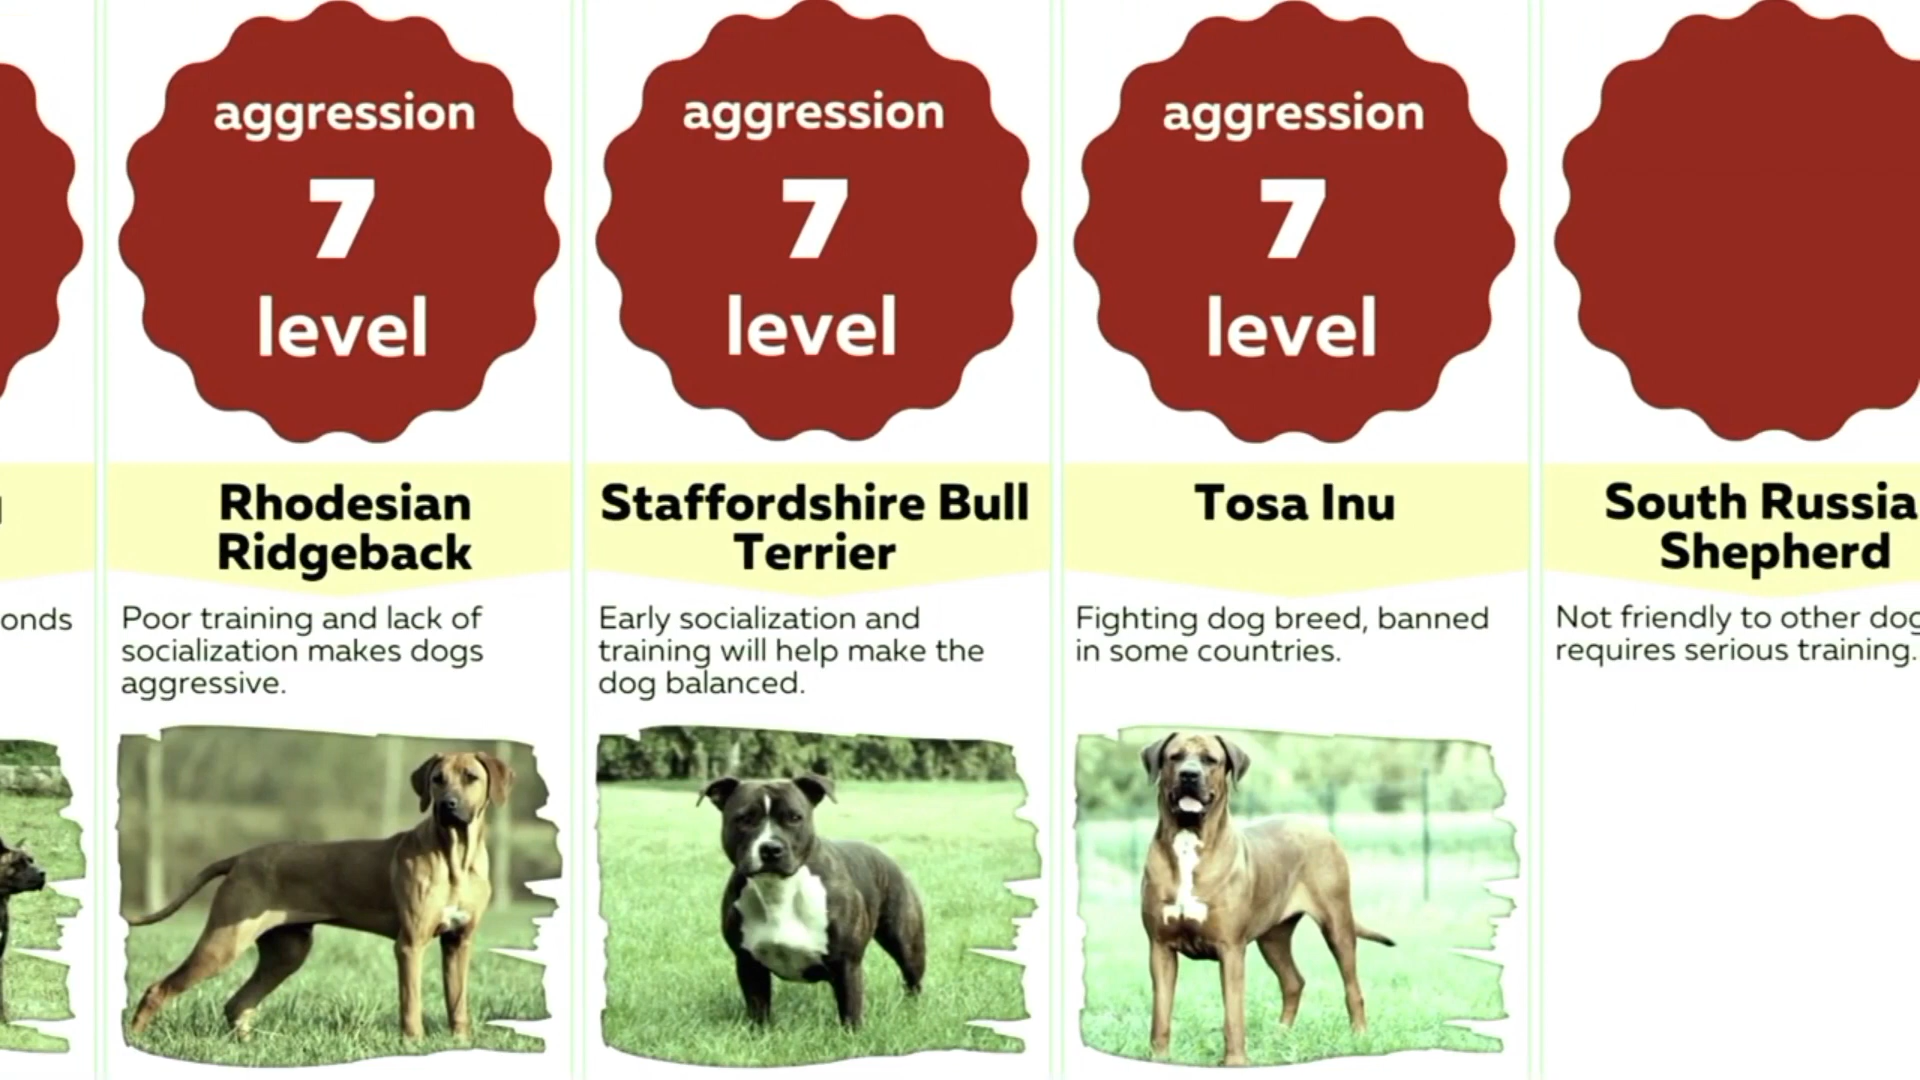 aggression
7
level
Rhodesian
Ridgeback
Poor training and lack of
socialization makes dogs
aggressive.
aggression
7
level
Staffordshire Bull
Terrier
Early socialization and
training will help make the
dog balanced.
aggression
7
level
Tosa Inu
Fighting dog breed, banned
in some countries.
South Russia
Shepherd
Not friendly to other dog
requires serious training.
onds